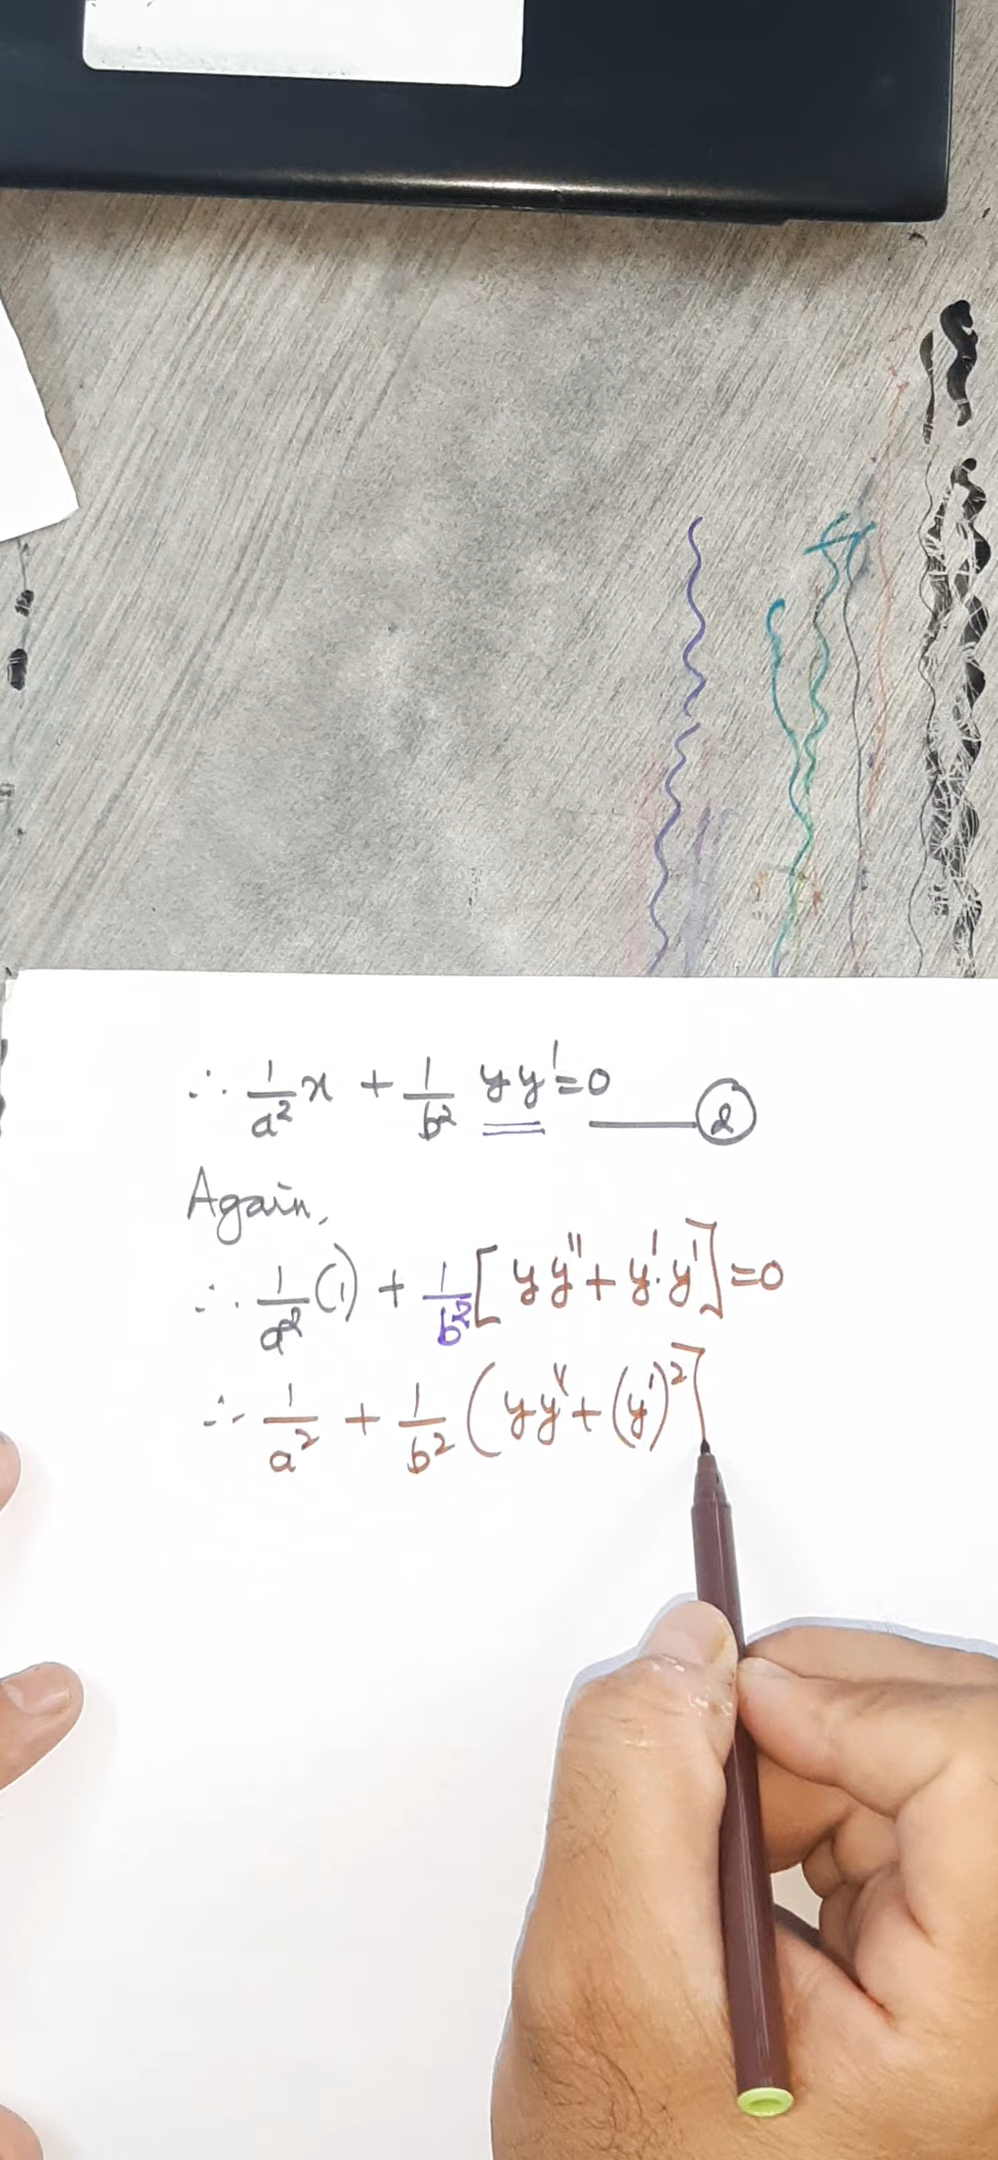 ∴ 1/a² x + 1/b² yy' = 0 —— ②
Again,
∴ 1/a² (1) + 1/b² [yy'' + y'.y'] = 0
∴ 1/a² + 1/b² (yy'' + (y')²]